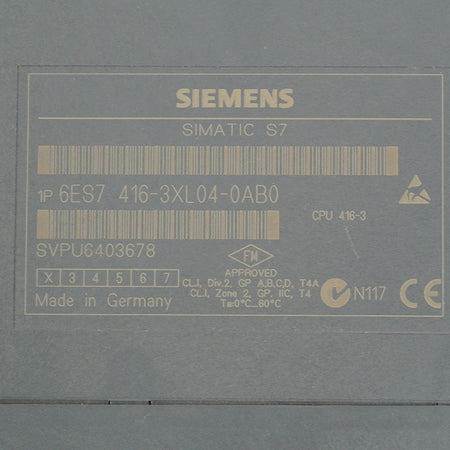 SIEMENS
SIMATIC S7
1P 6ES7 416-3XL04-0AB0
CPU 416-3
SVPU6403678
FM
APPROVED
X 3 4 5 6 7
CL.I, Div.2, GP A,B,C,D, T4A
CL.I, Zone 2, GP. IIC, T4
Ta:0°C...60°C
Made in Germany
N117
CE